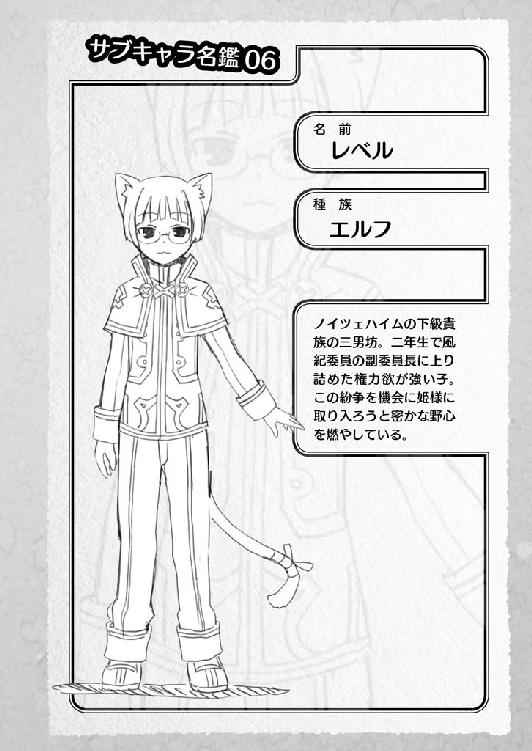 サブキャラ名鑑06
名前
レベル
種族
エルフ
ノイツェハイムの下級貴
族の三男坊。二年生で風
紀委員の副委員長に上り
詰めた権力欲が強い子。
この紛争を機会に姫様に
取り入ろうと密かな野心
を燃やしている。